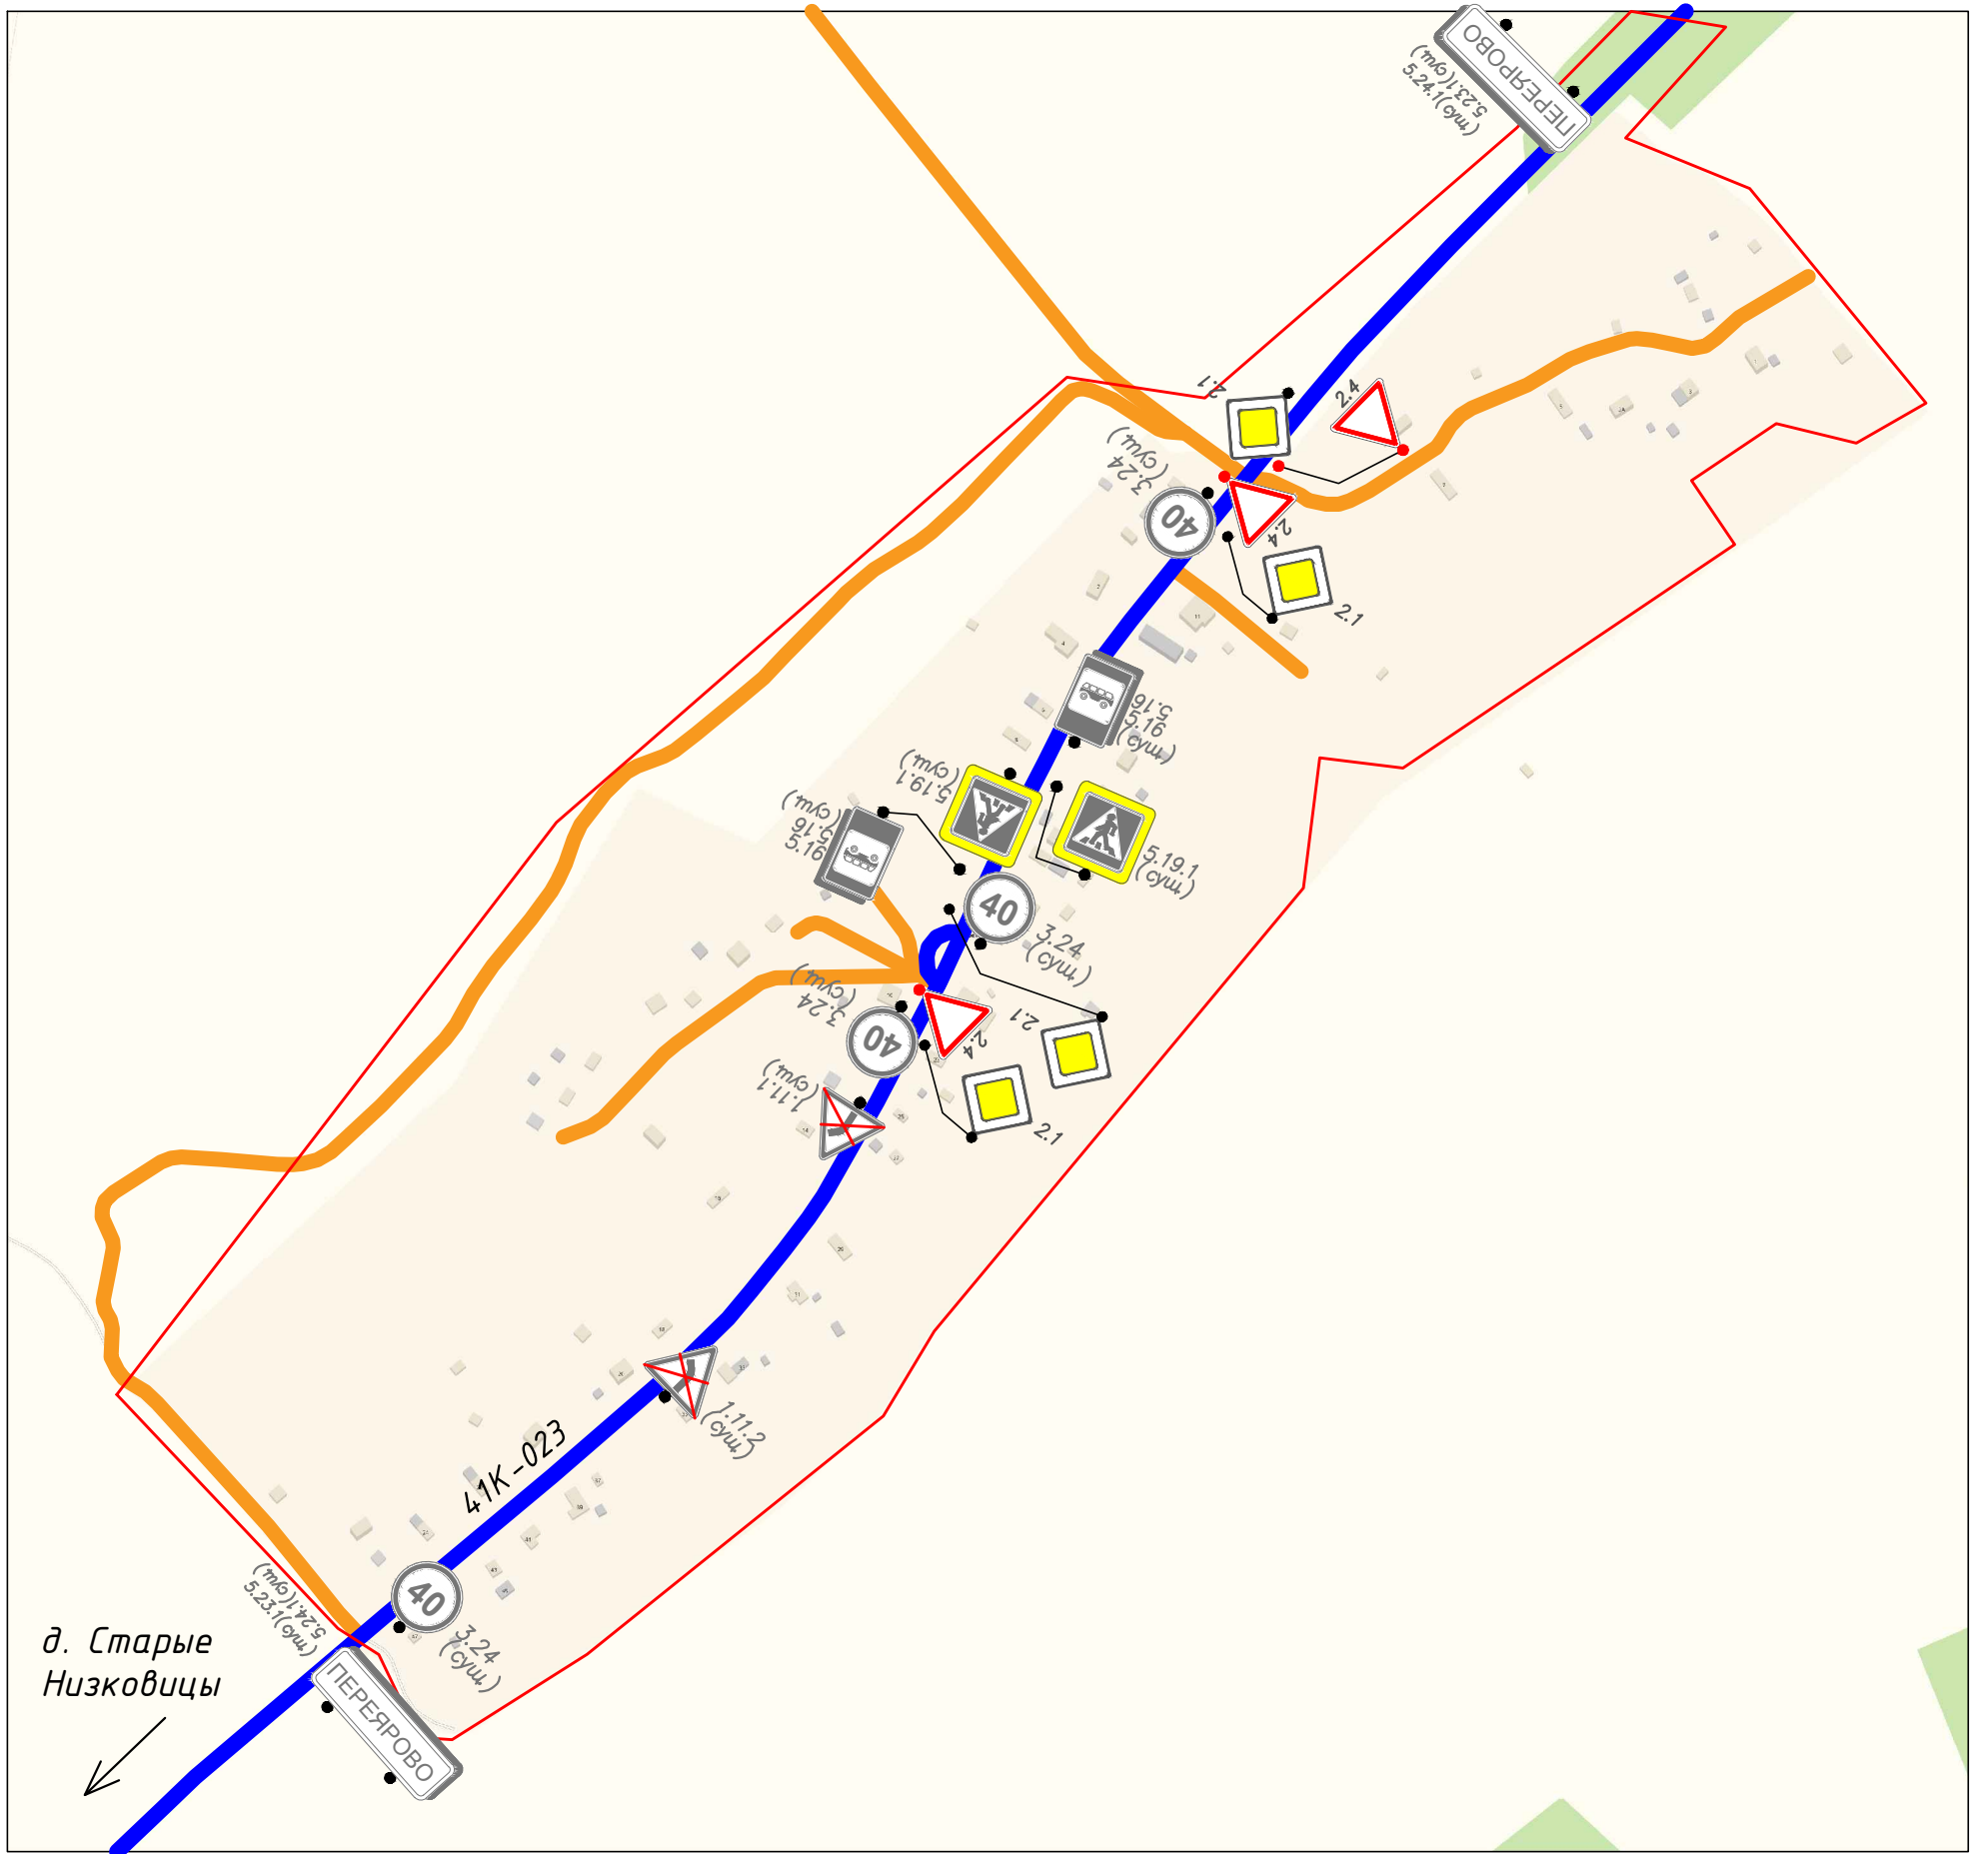 ПЕРЕЯРОВО
5.23.1(сущ)
5.24.1(сущ)
2.1
2.4
3.24
(сущ.)
40
2.4
2.1
5.16
5.16
(сущ.)
5.19.1
(сущ.)
5.16
5.16
(сущ.)
5.19.1
(сущ.)
40
3.24
(сущ.)
3.24
(сущ.)
40
2.4
2.1
2.1
1.11.1
(сущ.)
1.11.2
(сущ.)
41К-023
40
3.24
(сущ.)
5.24.1(сущ)
5.23.1(сущ)
ПЕРЕЯРОВО
д. Старые
Низковицы